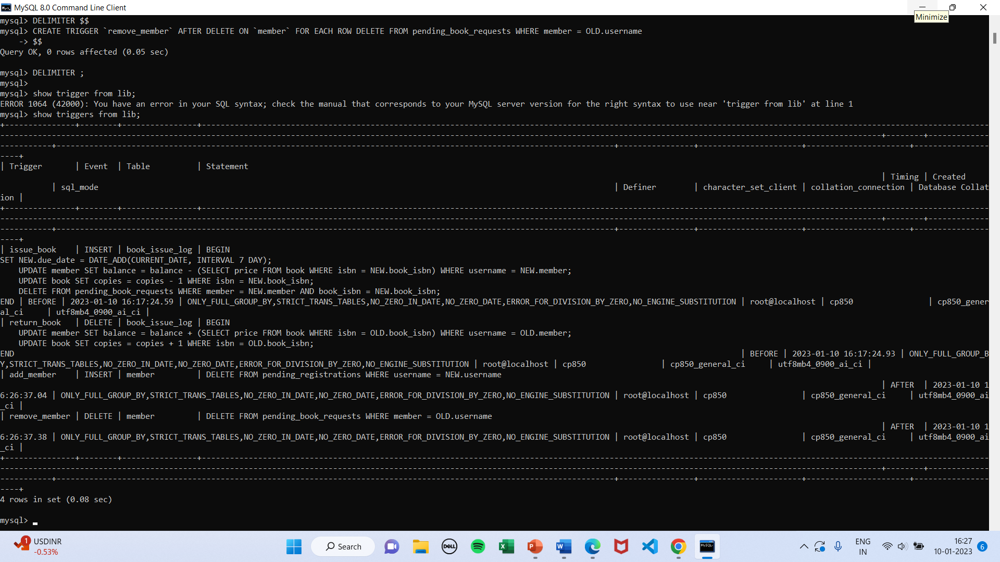 MySQL 8.0 Command Line Client
Minimize
mysql> DELIMITER $$
mysql> CREATE TRIGGER `remove_member` AFTER DELETE ON `member` FOR EACH ROW DELETE FROM pending_book_requests WHERE member = OLD.username
    -> $$
Query OK, 0 rows affected (0.05 sec)
mysql> DELIMITER ;
mysql>
mysql> show trigger from lib;
ERROR 1064 (42000): You have an error in your SQL syntax; check the manual that corresponds to your MySQL server version for the right syntax to use near 'trigger from lib' at line 1
mysql> show triggers from lib;
| Trigger | Event | Table | Statement
| Timing | Created
| sql_mode | Definer | character_set_client | collation_connection | Database Collat
ion |
| issue_book | INSERT | book_issue_log | BEGIN
SET NEW.due_date = DATE_ADD(CURRENT_DATE, INTERVAL 7 DAY);
    UPDATE member SET balance = balance - (SELECT price FROM book WHERE isbn = NEW.book_isbn) WHERE username = NEW.member;
    UPDATE book SET copies = copies - 1 WHERE isbn = NEW.book_isbn;
    DELETE FROM pending_book_requests WHERE member = NEW.member AND book_isbn = NEW.book_isbn;
END | BEFORE | 2023-01-10 16:17:24.59 | ONLY_FULL_GROUP_BY,STRICT_TRANS_TABLES,NO_ZERO_IN_DATE,NO_ZERO_DATE,ERROR_FOR_DIVISION_BY_ZERO,NO_ENGINE_SUBSTITUTION | root@localhost | cp850 | cp850_gener
al_ci | utf8mb4_0900_ai_ci |
| return_book | DELETE | book_issue_log | BEGIN
    UPDATE member SET balance = balance + (SELECT price FROM book WHERE isbn = OLD.book_isbn) WHERE username = OLD.member;
    UPDATE book SET copies = copies + 1 WHERE isbn = OLD.book_isbn;
END | BEFORE | 2023-01-10 16:17:24.93 | ONLY_FULL_GROUP_B
Y,STRICT_TRANS_TABLES,NO_ZERO_IN_DATE,NO_ZERO_DATE,ERROR_FOR_DIVISION_BY_ZERO,NO_ENGINE_SUBSTITUTION | root@localhost | cp850 | cp850_general_ci | utf8mb4_0900_ai_ci |
| add_member | INSERT | member | DELETE FROM pending_registrations WHERE username = NEW.username
| AFTER | 2023-01-10 1
6:26:37.04 | ONLY_FULL_GROUP_BY,STRICT_TRANS_TABLES,NO_ZERO_IN_DATE,NO_ZERO_DATE,ERROR_FOR_DIVISION_BY_ZERO,NO_ENGINE_SUBSTITUTION | root@localhost | cp850 | cp850_general_ci | utf8mb4_0900_ai
_ci |
| remove_member | DELETE | member | DELETE FROM pending_book_requests WHERE member = OLD.username
| AFTER | 2023-01-10 1
6:26:37.38 | ONLY_FULL_GROUP_BY,STRICT_TRANS_TABLES,NO_ZERO_IN_DATE,NO_ZERO_DATE,ERROR_FOR_DIVISION_BY_ZERO,NO_ENGINE_SUBSTITUTION | root@localhost | cp850 | cp850_general_ci | utf8mb4_0900_ai
_ci |
4 rows in set (0.08 sec)
mysql>
1
USDINR
-0.53%
Search
DELL
X
P
W
MySQL
ENG
IN
16:27
10-01-2023
6